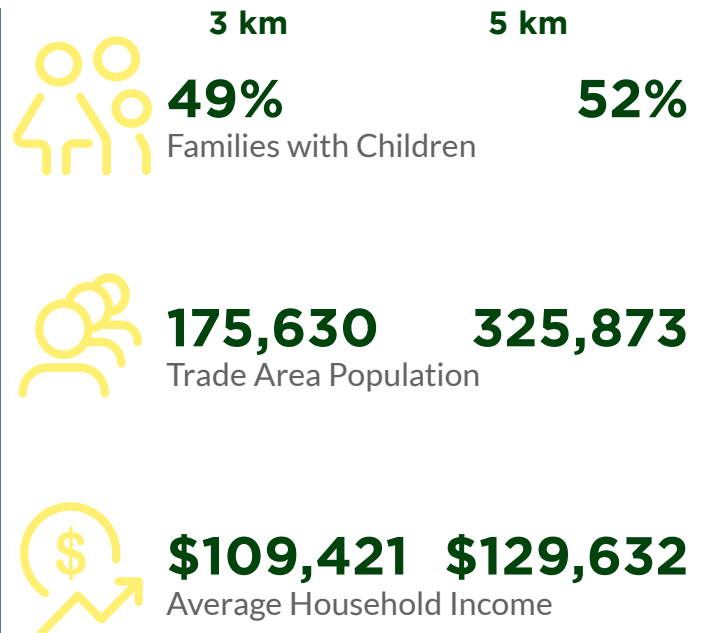 3 km 5 km
49% 52%
Families with Children
175,630 325,873
Trade Area Population
$
$109,421 $129,632
Average Household Income